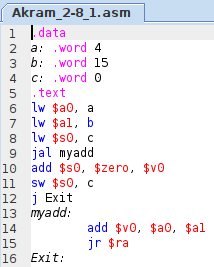 Akram_2-8_1.asm
1 .data
2 a: .word 4
3 b: .word 15
4 c: .word 0
5 .text
6 lw $a0, a
7 lw $a1, b
8 lw $s0, c
9 jal myadd
10 add $s0, $zero, $v0
11 sw $s0, c
12 j Exit
13 myadd:
14 add $v0, $a0, $a1
15 jr $ra
16 Exit: